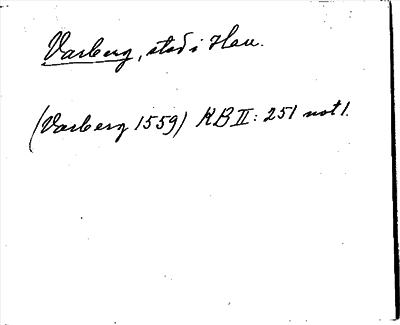 Varberg, stad i Hall.
(Varberg 1559) KB II: 251 not 1.